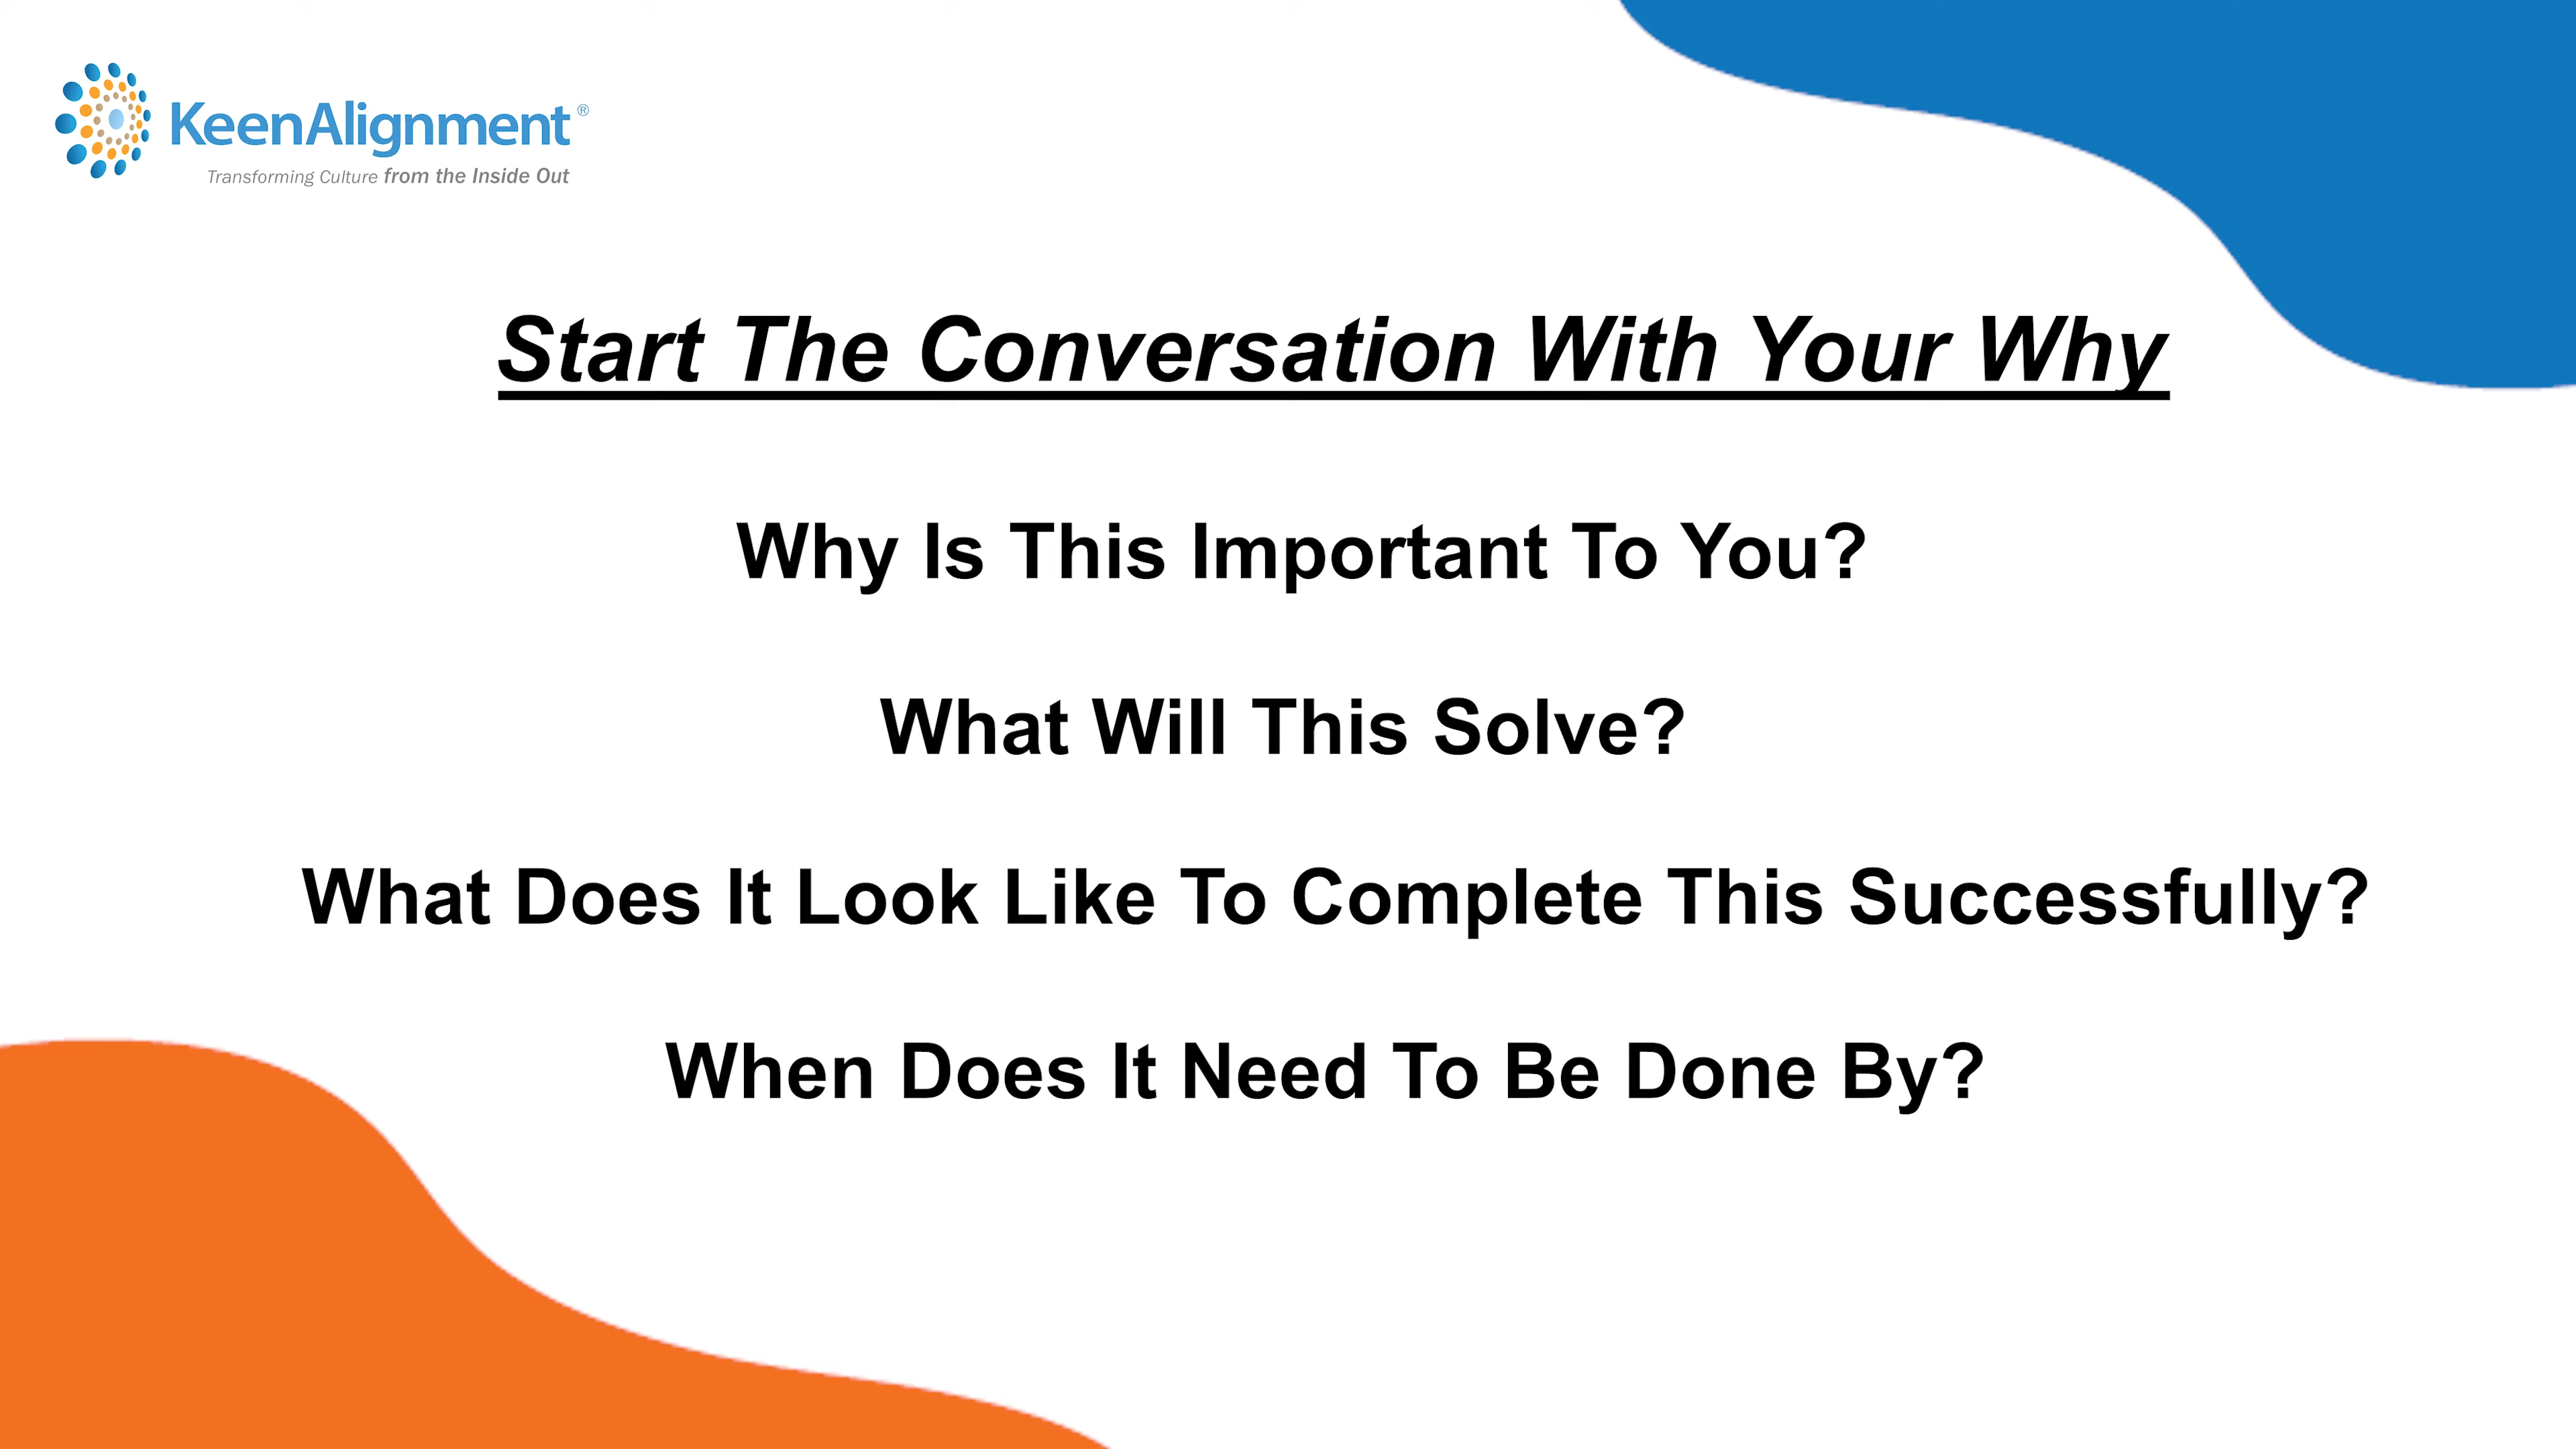 KeenAlignment®
Transforming Culture from the Inside Out
Start The Conversation With Your Why
Why Is This Important To You?
What Will This Solve?
What Does It Look Like To Complete This Successfully?
When Does It Need To Be Done By?